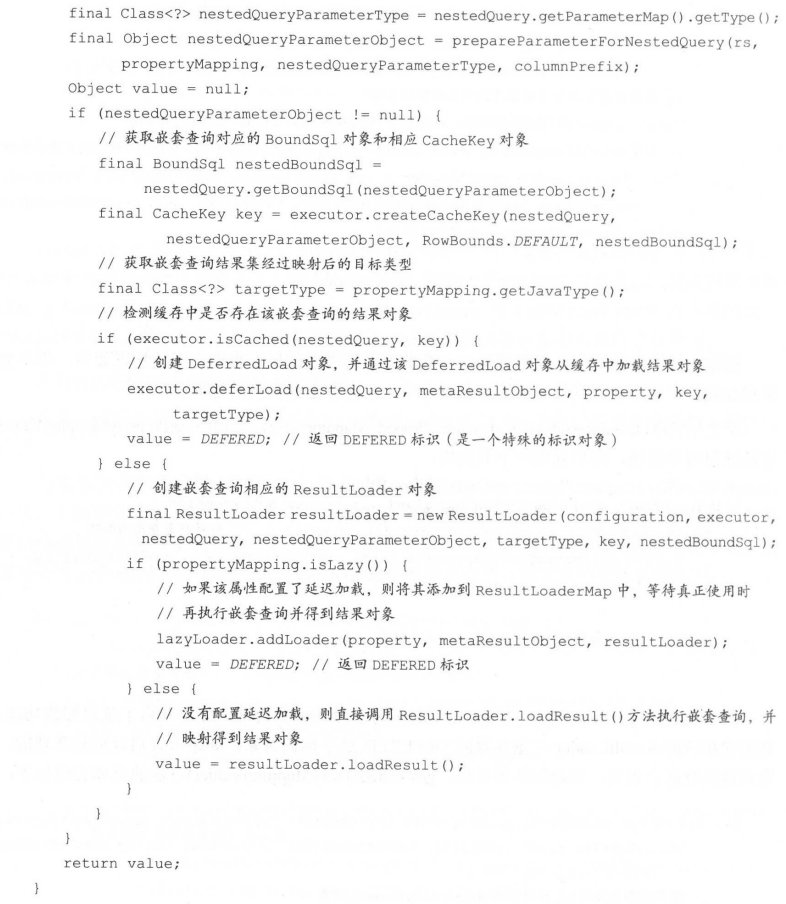 final Class<?> nestedQueryParameterType = nestedQuery.getParameterMap().getType();
final Object nestedQueryParameterObject = prepareParameterForNestedQuery(rs,
propertyMapping, nestedQueryParameterType, columnPrefix);
Object value = null;
if (nestedQueryParameterObject != null) {
// 获取嵌套查询对应的 BoundSql 对象和相应 CacheKey 对象
final BoundSql nestedBoundSql =
nestedQuery.getBoundSql(nestedQueryParameterObject);
final CacheKey key = executor.createCacheKey(nestedQuery,
nestedQueryParameterObject, RowBounds.DEFAULT, nestedBoundSql);
// 获取嵌套查询结果集经过映射后的目标类型
final Class<?> targetType = propertyMapping.getJavaType();
// 检测缓存中是否存在该嵌套查询的结果对象
if (executor.isCached(nestedQuery, key)) {
// 创建 DeferredLoad 对象，并通过该 DeferredLoad 对象从缓存中加载结果对象
executor.deferLoad(nestedQuery, metaResultObject, property, key,
targetType);
value = DEFERED; // 返回 DEFERED 标识（是一个特殊的标识对象）
} else {
// 创建嵌套查询相应的 ResultLoader 对象
final ResultLoader resultLoader = new ResultLoader(configuration, executor,
nestedQuery, nestedQueryParameterObject, targetType, key, nestedBoundSql);
if (propertyMapping.isLazy()) {
// 如果该属性配置了延迟加载，则将其添加到 ResultLoaderMap 中，等待真正使用时
// 再执行嵌套查询并得到结果对象
lazyLoader.addLoader(property, metaResultObject, resultLoader);
value = DEFERED; // 返回 DEFERED 标识
} else {
// 没有配置延迟加载，则直接调用 ResultLoader.loadResult()方法执行嵌套查询，并
// 映射得到结果对象
value = resultLoader.loadResult();
}
}
}
return value;
}